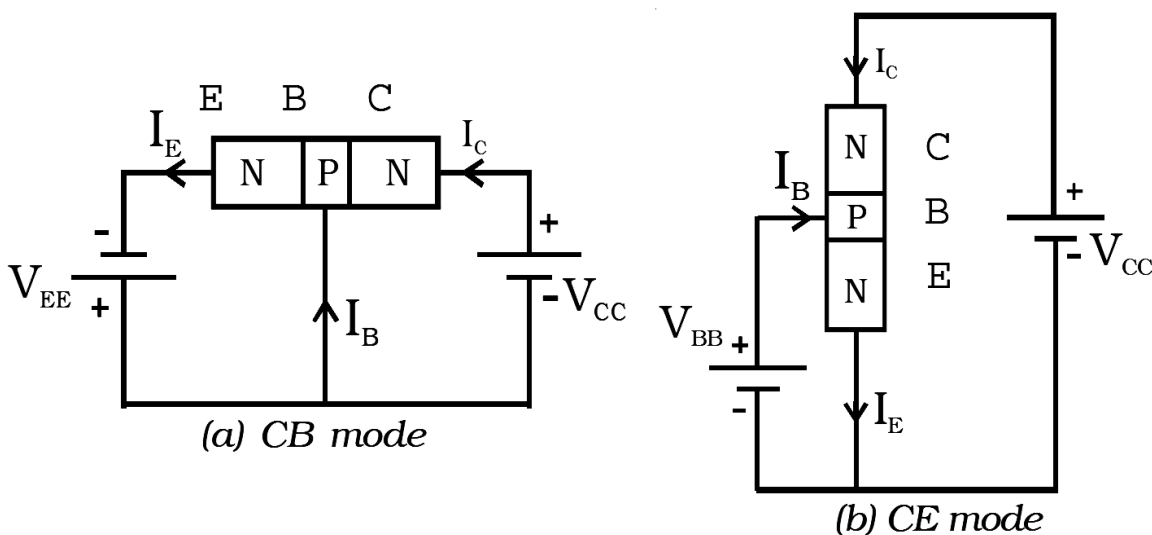 E B C
I_E
I_C
N P N
-
V_EE
+
+
-
V_CC
I_B
(a) CB mode
I_C
N
C
I_B
P
B
N
E
+
-
V_CC
V_BB
+
-
I_E
(b) CE mode